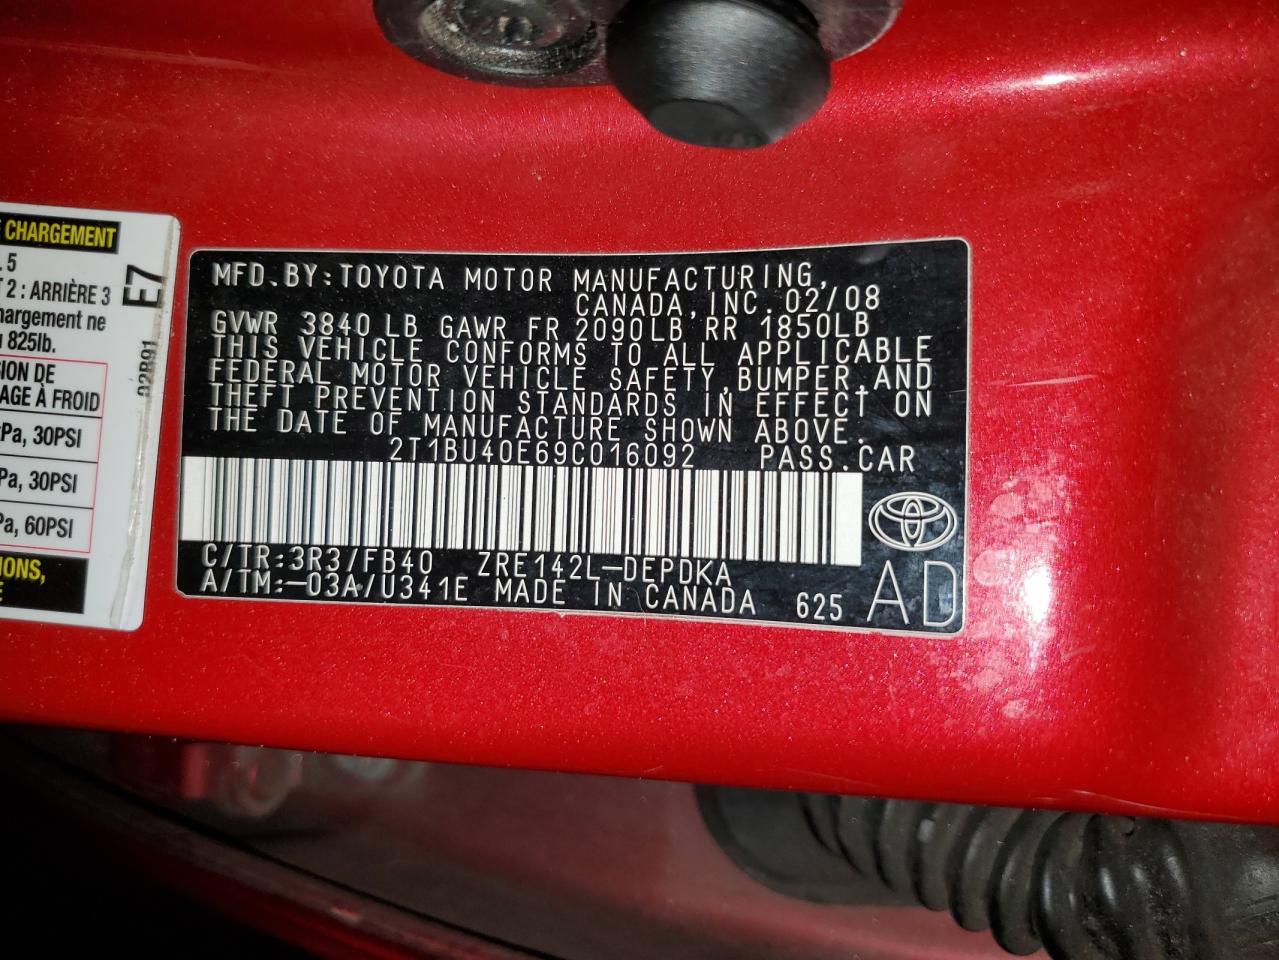 CHARGEMENT
5
2 : ARRIÈRE 3
hargement ne
825lb.
ION DE
AGE À FROID
Pa, 30PSI
Pa, 30PSI
Pa, 60PSI
IONS,
E7
02B91
MFD.BY:TOYOTA MOTOR MANUFACTURING,
CANADA,INC.02/08
GVWR 3840LB GAWR FR 2090LB RR 1850LB
THIS VEHICLE CONFORMS TO ALL APPLICABLE
FEDERAL MOTOR VEHICLE SAFETY,BUMPER,AND
THEFT PREVENTION STANDARDS IN EFFECT ON
THE DATE OF MANUFACTURE SHOWN ABOVE.
2T1BU40E69C016092 PASS.CAR
C/TR:3R3/FB40 ZRE142L-DEPDKA
A/TM:-03A/U341E MADE IN CANADA 625 AD